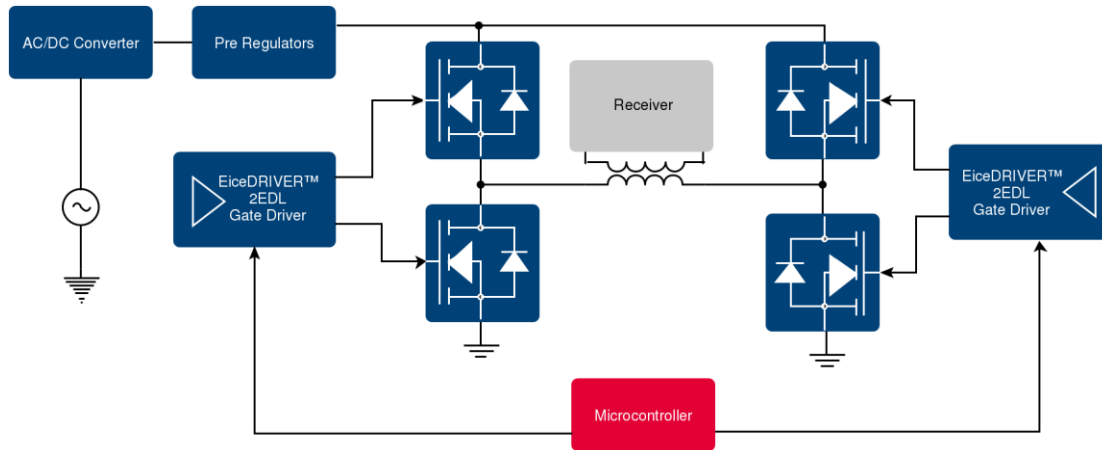 AC/DC Converter
Pre Regulators
Receiver
EiceDRIVER™
2EDL
Gate Driver
EiceDRIVER™
2EDL
Gate Driver
Microcontroller